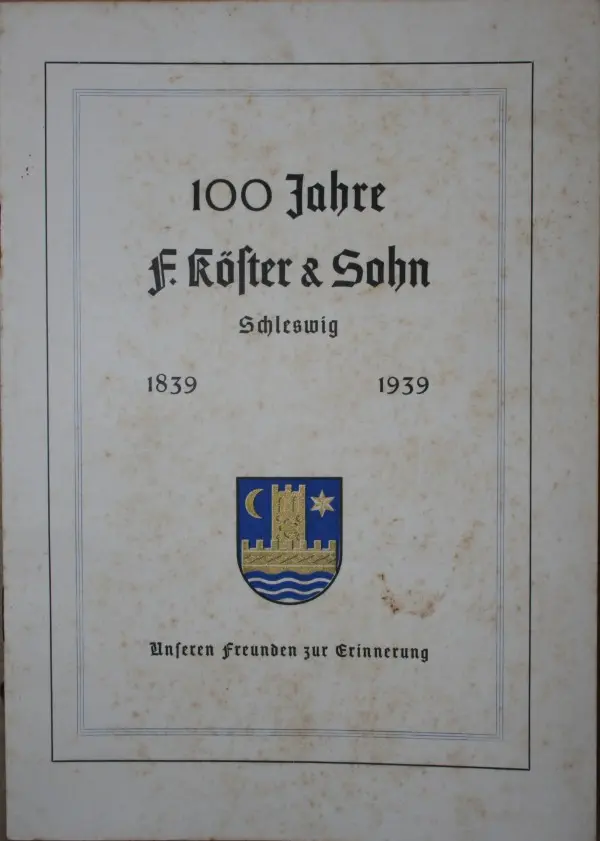 100 Jahre
F. Köſter & Sohn
Schleswig
1839 1939
Unſeren Freunden zur Erinnerung